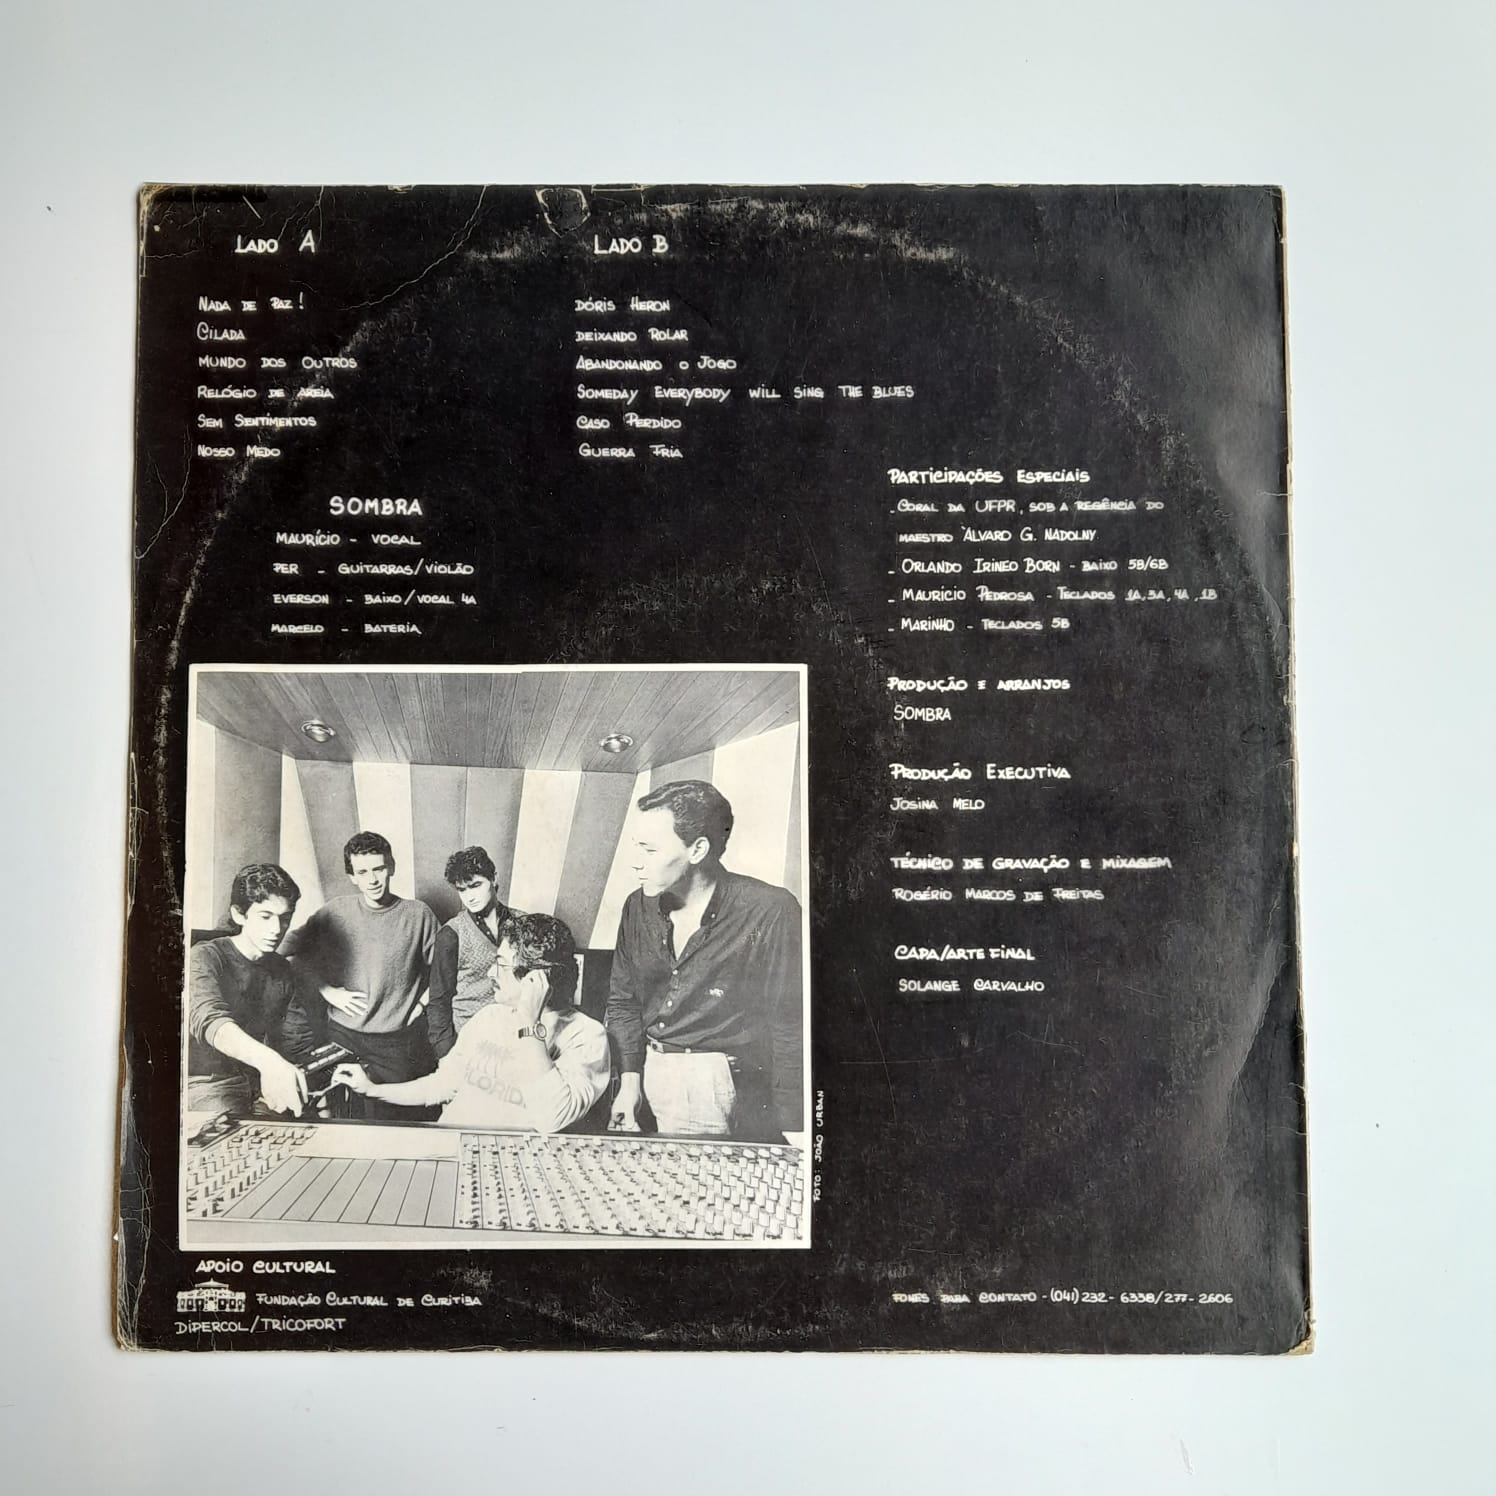 LADO A
NADA DE PAZ!
CILADA
MUNDO DOS OUTROS
RELÓGIO DE AREIA
SEM SENTIMENTOS
NOSSO MEDO
LADO B
DÓRIS HERON
DEIXANDO ROLAR
ABANDONANDO O JOGO
SOMEDAY EVERYBODY WILL SING THE BLUES
CASO PERDIDO
GUERRA FRIA
SOMBRA
MAURÍCIO - VOCAL
PER - GUITARRAS/VIOLÃO
EVERSON - BAIXO/VOCAL 4A
MARCELO - BATERIA
PARTICIPAÇÕES ESPECIAIS
- CORAL DA UFPR, SOB A REGÊNCIA DO
MAESTRO ÁLVARO G. NADOLNY
- ORLANDO IRINEO BORN - BAIXO 5B/6B
- MAURÍCIO PEDROSA - TECLADOS 1A, 3A, 4A, 1B
- MARINHO - TECLADOS 5B
PRODUÇÃO E ARRANJOS
SOMBRA
PRODUÇÃO EXECUTIVA
JOSINA MELO
TÉCNICO DE GRAVAÇÃO E MIXAGEM
ROGÉRIO MARCOS DE FREITAS
CAPA/ARTE FINAL
SOLANGE CARVALHO
FOTO: JOÃO URBAN
APOIO CULTURAL
FUNDAÇÃO CULTURAL DE CURITIBA
DIPERCOL/TRICOFORT
FONES PARA CONTATO - (041) 232-6338/277-2606